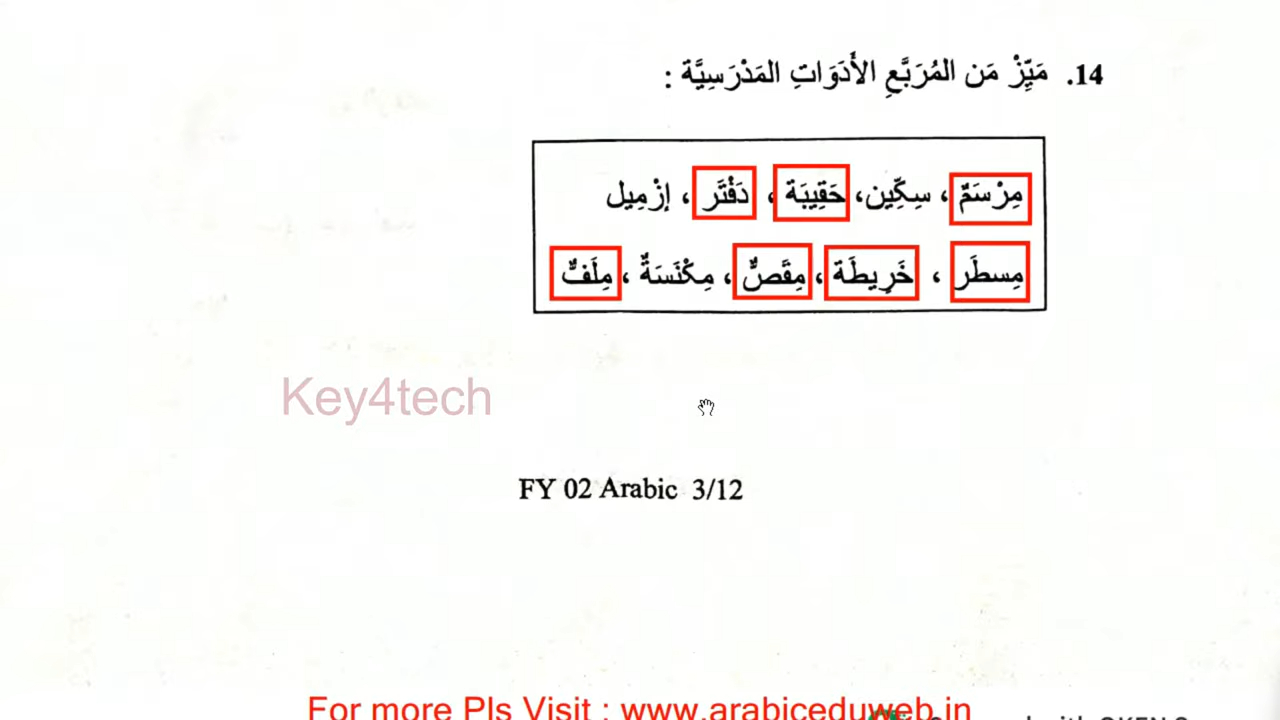 14. مَيِّزْ مَن المُرَبَّعِ الأَدَوَاتِ المَدْرَسِيَّة :
مِرْسَمٌ ، سِكِّين، حَقِيبَة ، دَفْتَر ، إزْمِيل
مِسطَر ، خَرِيطَة ، مِقَصٌّ ، مِكْنَسَةٌ ، مِلَفٌّ
Key4tech
FY 02 Arabic 3/12
For more Pls Visit : www.arabiceduweb.in